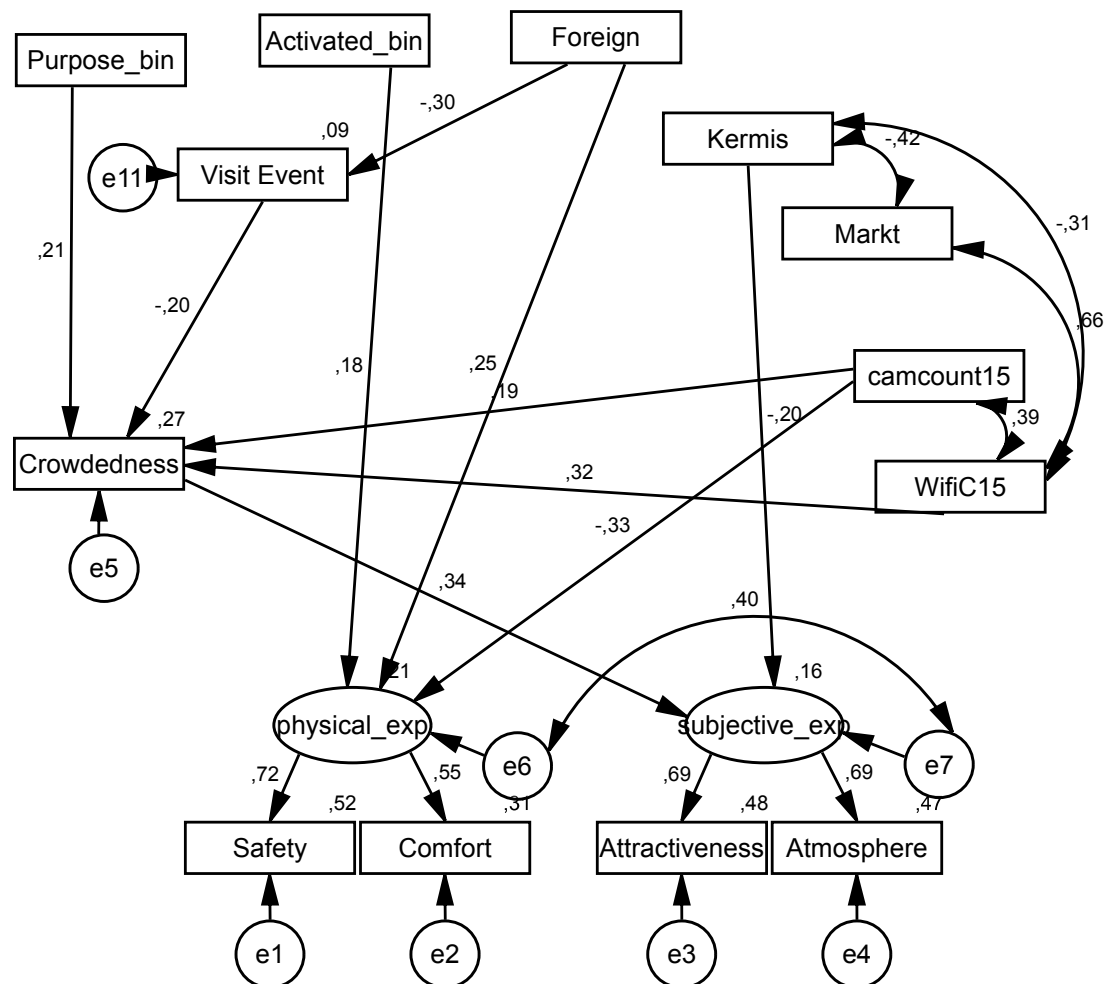 Purpose_bin
Activated_bin
Foreign
-,30
,09
e11
Visit Event
Kermis
-,42
Markt
-,31
,21
-,20
,18
,25
,19
,66
camcount15
-,20
,39
,27
Crowdedness
,32
WifiC15
-,33
e5
,34
,40
,21
,16
physical_exp
subjective_exp
e6
e7
,72
,55
,69
,69
,52
,31
,48
,47
Safety
Comfort
Attractiveness
Atmosphere
e1
e2
e3
e4